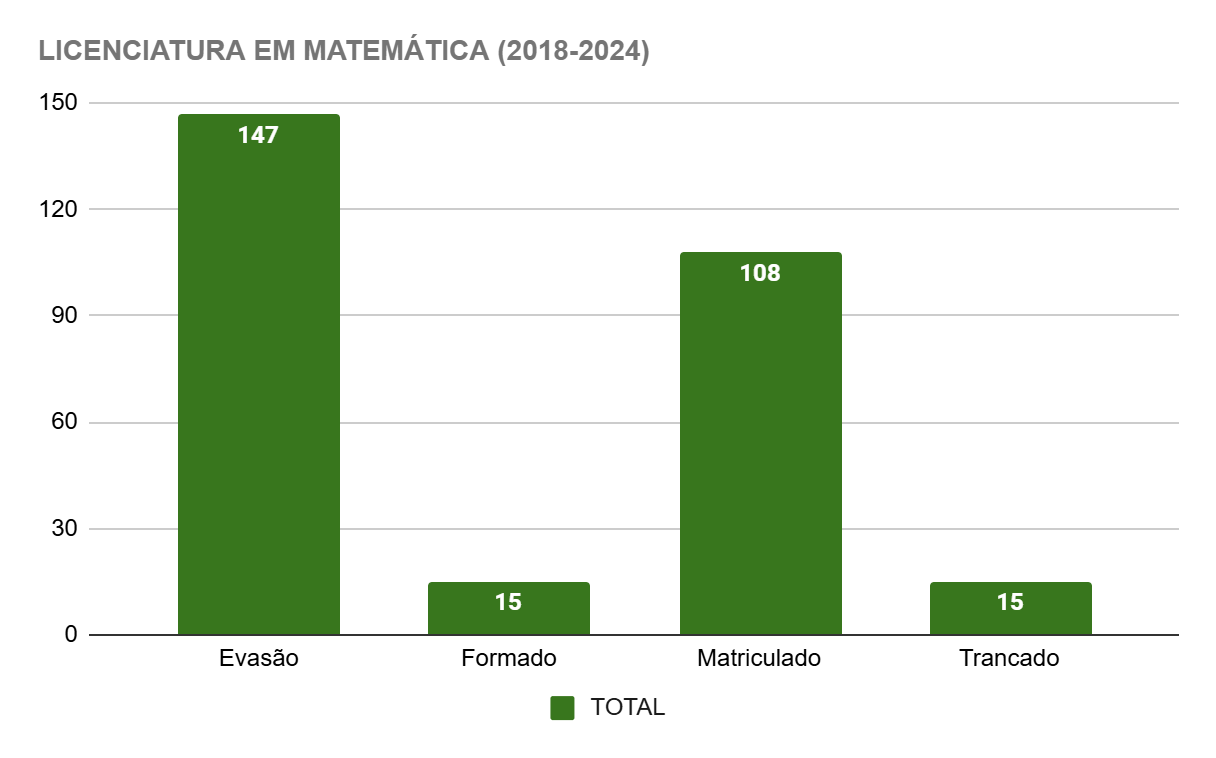 LICENCIATURA EM MATEMÁTICA (2018-2024)
150
120
90
60
30
0
147
15
108
15
Evasão
Formado
Matriculado
Trancado
TOTAL